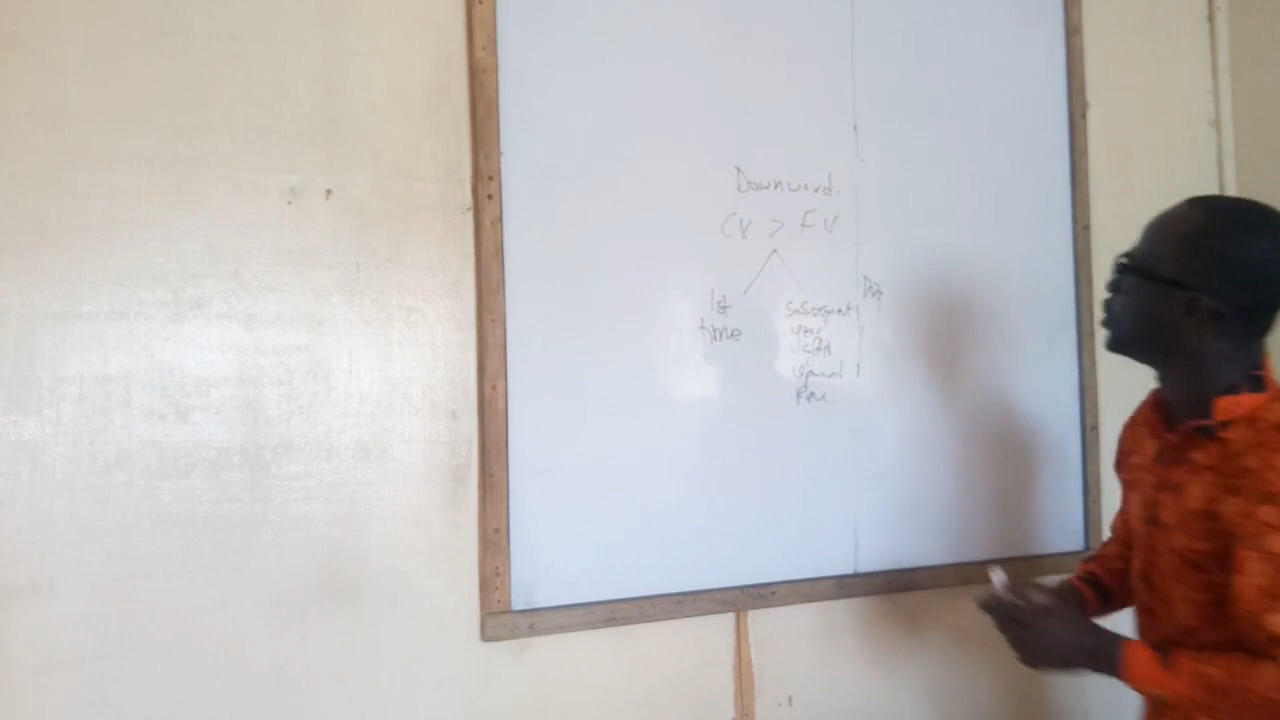 Downward.
CV > FV
1st
time
Subsequent
year
after
Upward
Rev.